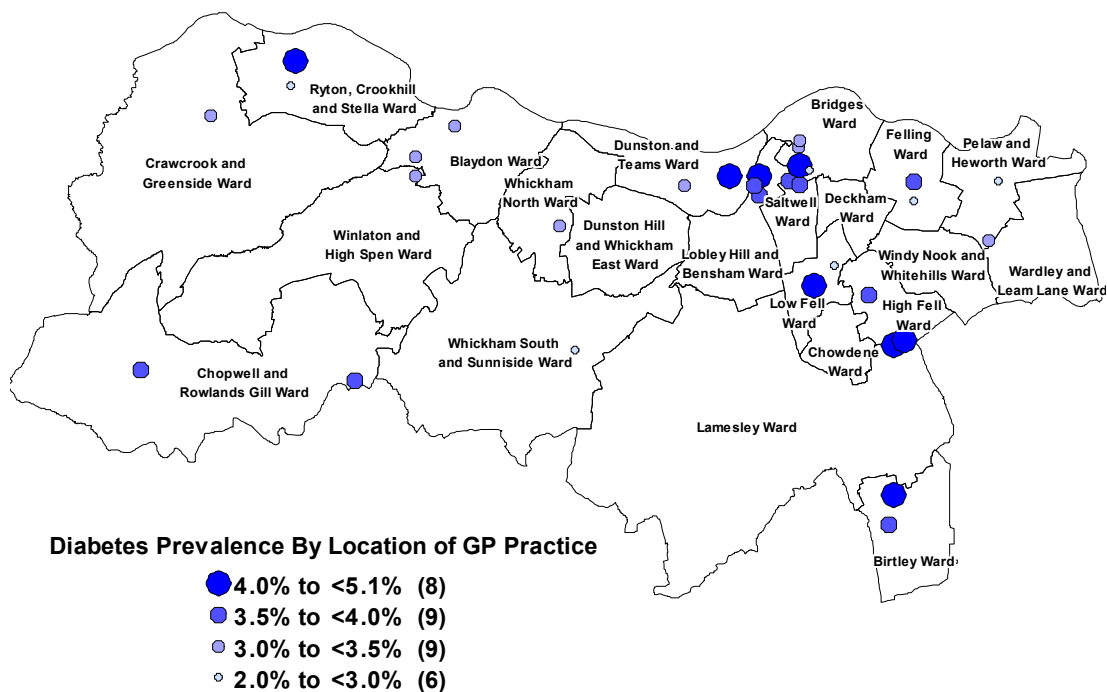 Ryton, Crookhill
and Stella Ward
Bridges
Ward
Crawcrook and
Greenside Ward
Blaydon Ward
Dunston and
Teams Ward
Felling
Ward
Pelaw and
Heworth Ward
Whickham
North Ward
Saltwell
Ward
Deckham
Ward
Winlaton and
High Spen Ward
Dunston Hill
and Whickham
East Ward
Lobley Hill and
Bensham Ward
Windy Nook and
Whitehills Ward
Wardley and
Leam Lane Ward
Low Fell
Ward
High Fell
Ward
Whickham South
and Sunniside Ward
Chowdene
Ward
Chopwell and
Rowlands Gill Ward
Lamesley Ward
Birtley Ward
Diabetes Prevalence By Location of GP Practice
4.0% to <5.1% (8)
3.5% to <4.0% (9)
3.0% to <3.5% (9)
2.0% to <3.0% (6)